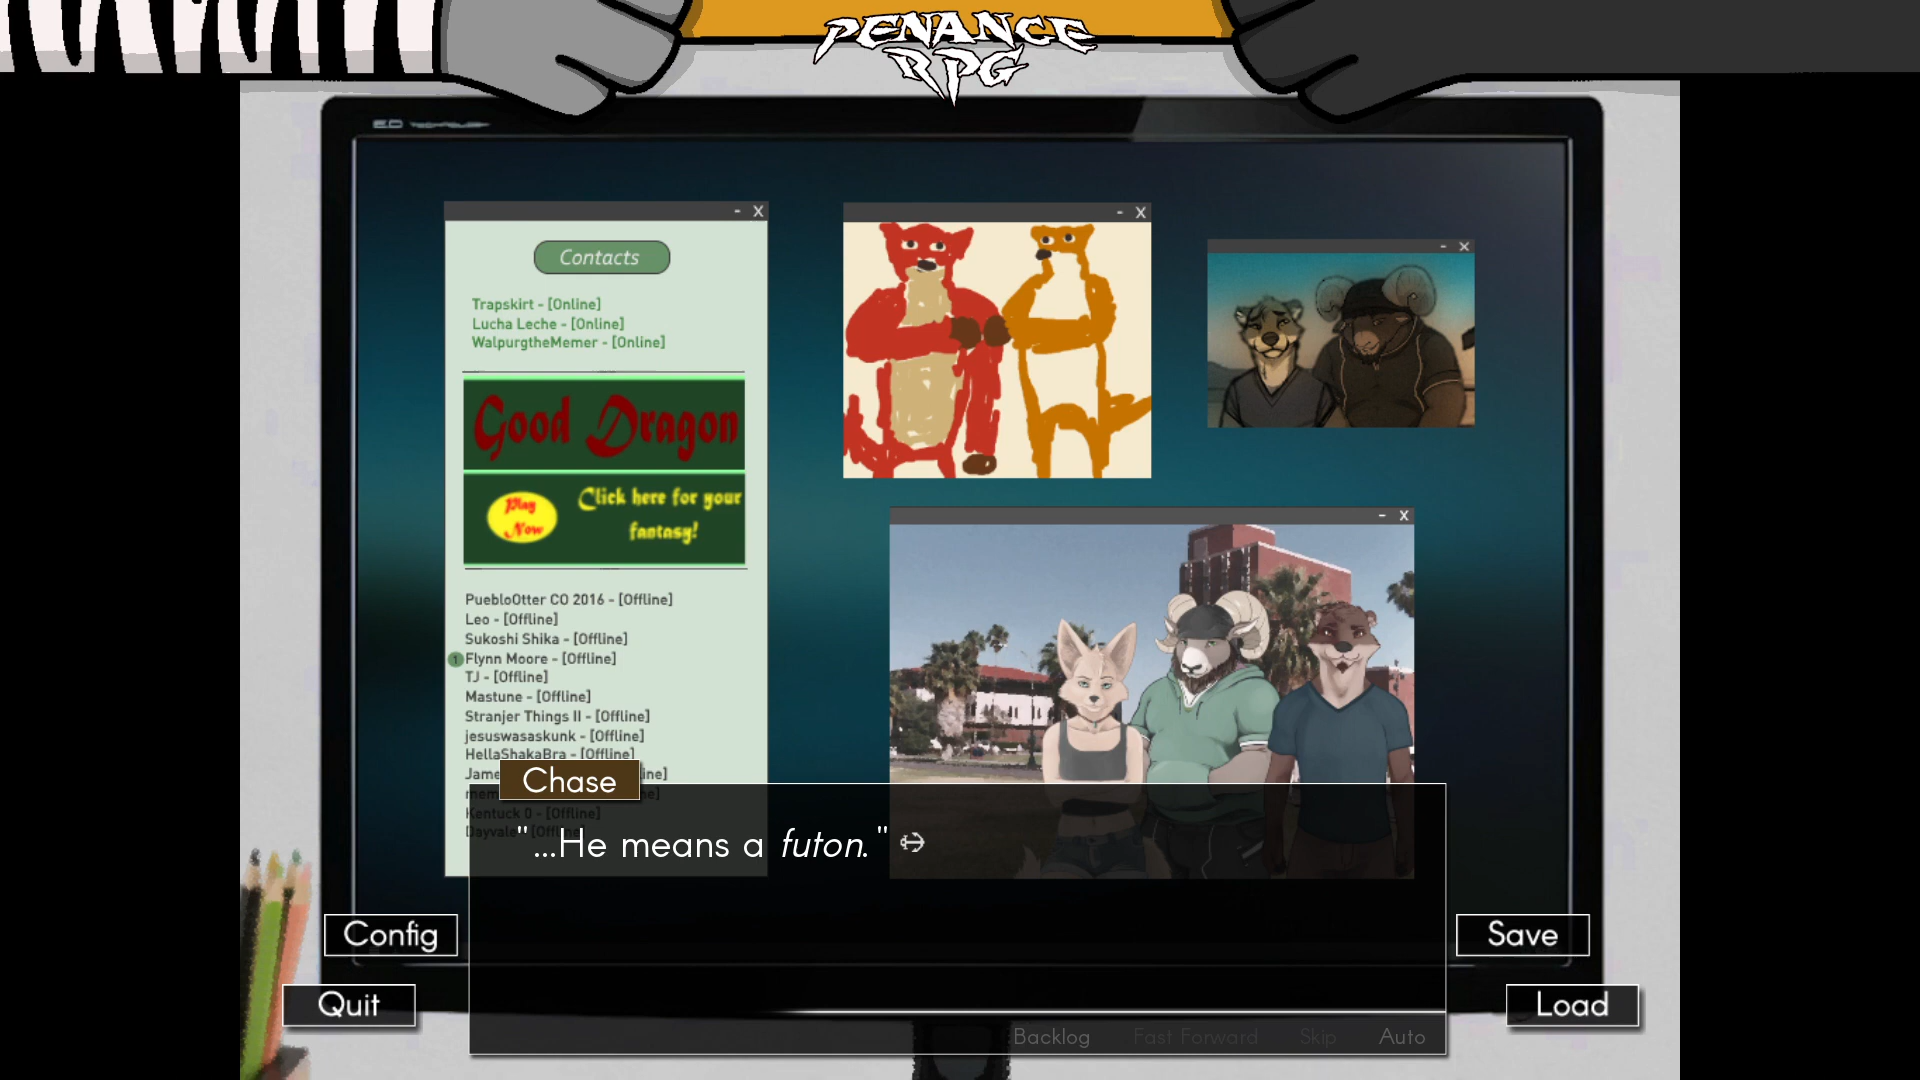 PENANCE
RPG
- X
Contacts
Trapskirt - [Online]
Lucha Leche - [Online]
WalpurgtheMemer - [Online]
Good Dragon
Play
Now
Click here for your
fantasy!
PuebloOtter CO 2016 - [Offline]
Leo - [Offline]
Sukoshi Shika - [Offline]
1 Flynn Moore - [Offline]
TJ - [Offline]
Mastune - [Offline]
Stranjer Things II - [Offline]
jesuswasaskunk - [Offline]
HellaShakaBra - [Offline]
Kentuck 0 - [Offline]
- X
- X
- X
Chase
"...He means a futon."
Config
Quit
Save
Load
Backlog
Fast Forward
Skip
Auto